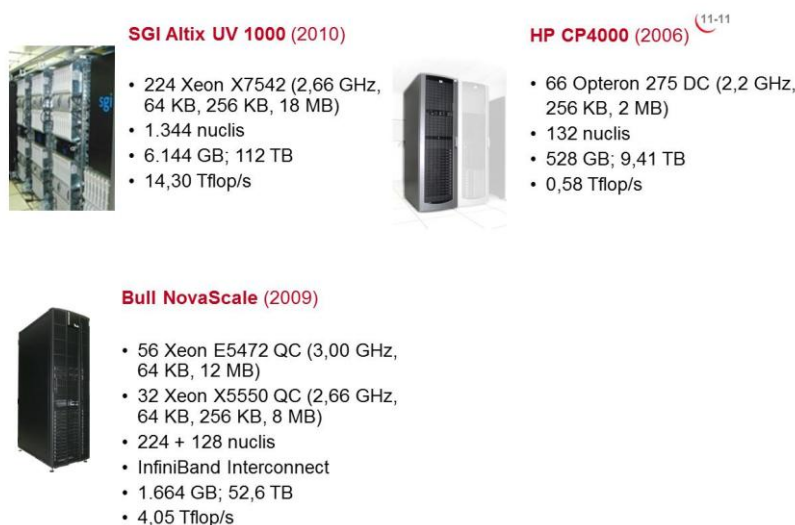 SGI Altix UV 1000 (2010)
• 224 Xeon X7542 (2,66 GHz,
64 KB, 256 KB, 18 MB)
• 1.344 nuclis
• 6.144 GB; 112 TB
• 14,30 Tflop/s
sgi
HP CP4000 (2006)
11-11
• 66 Opteron 275 DC (2,2 GHz,
256 KB, 2 MB)
• 132 nuclis
• 528 GB; 9,41 TB
• 0,58 Tflop/s
Bull NovaScale (2009)
• 56 Xeon E5472 QC (3,00 GHz,
64 KB, 12 MB)
• 32 Xeon X5550 QC (2,66 GHz,
64 KB, 256 KB, 8 MB)
• 224 + 128 nuclis
• InfiniBand Interconnect
• 1.664 GB; 52,6 TB
• 4,05 Tflop/s